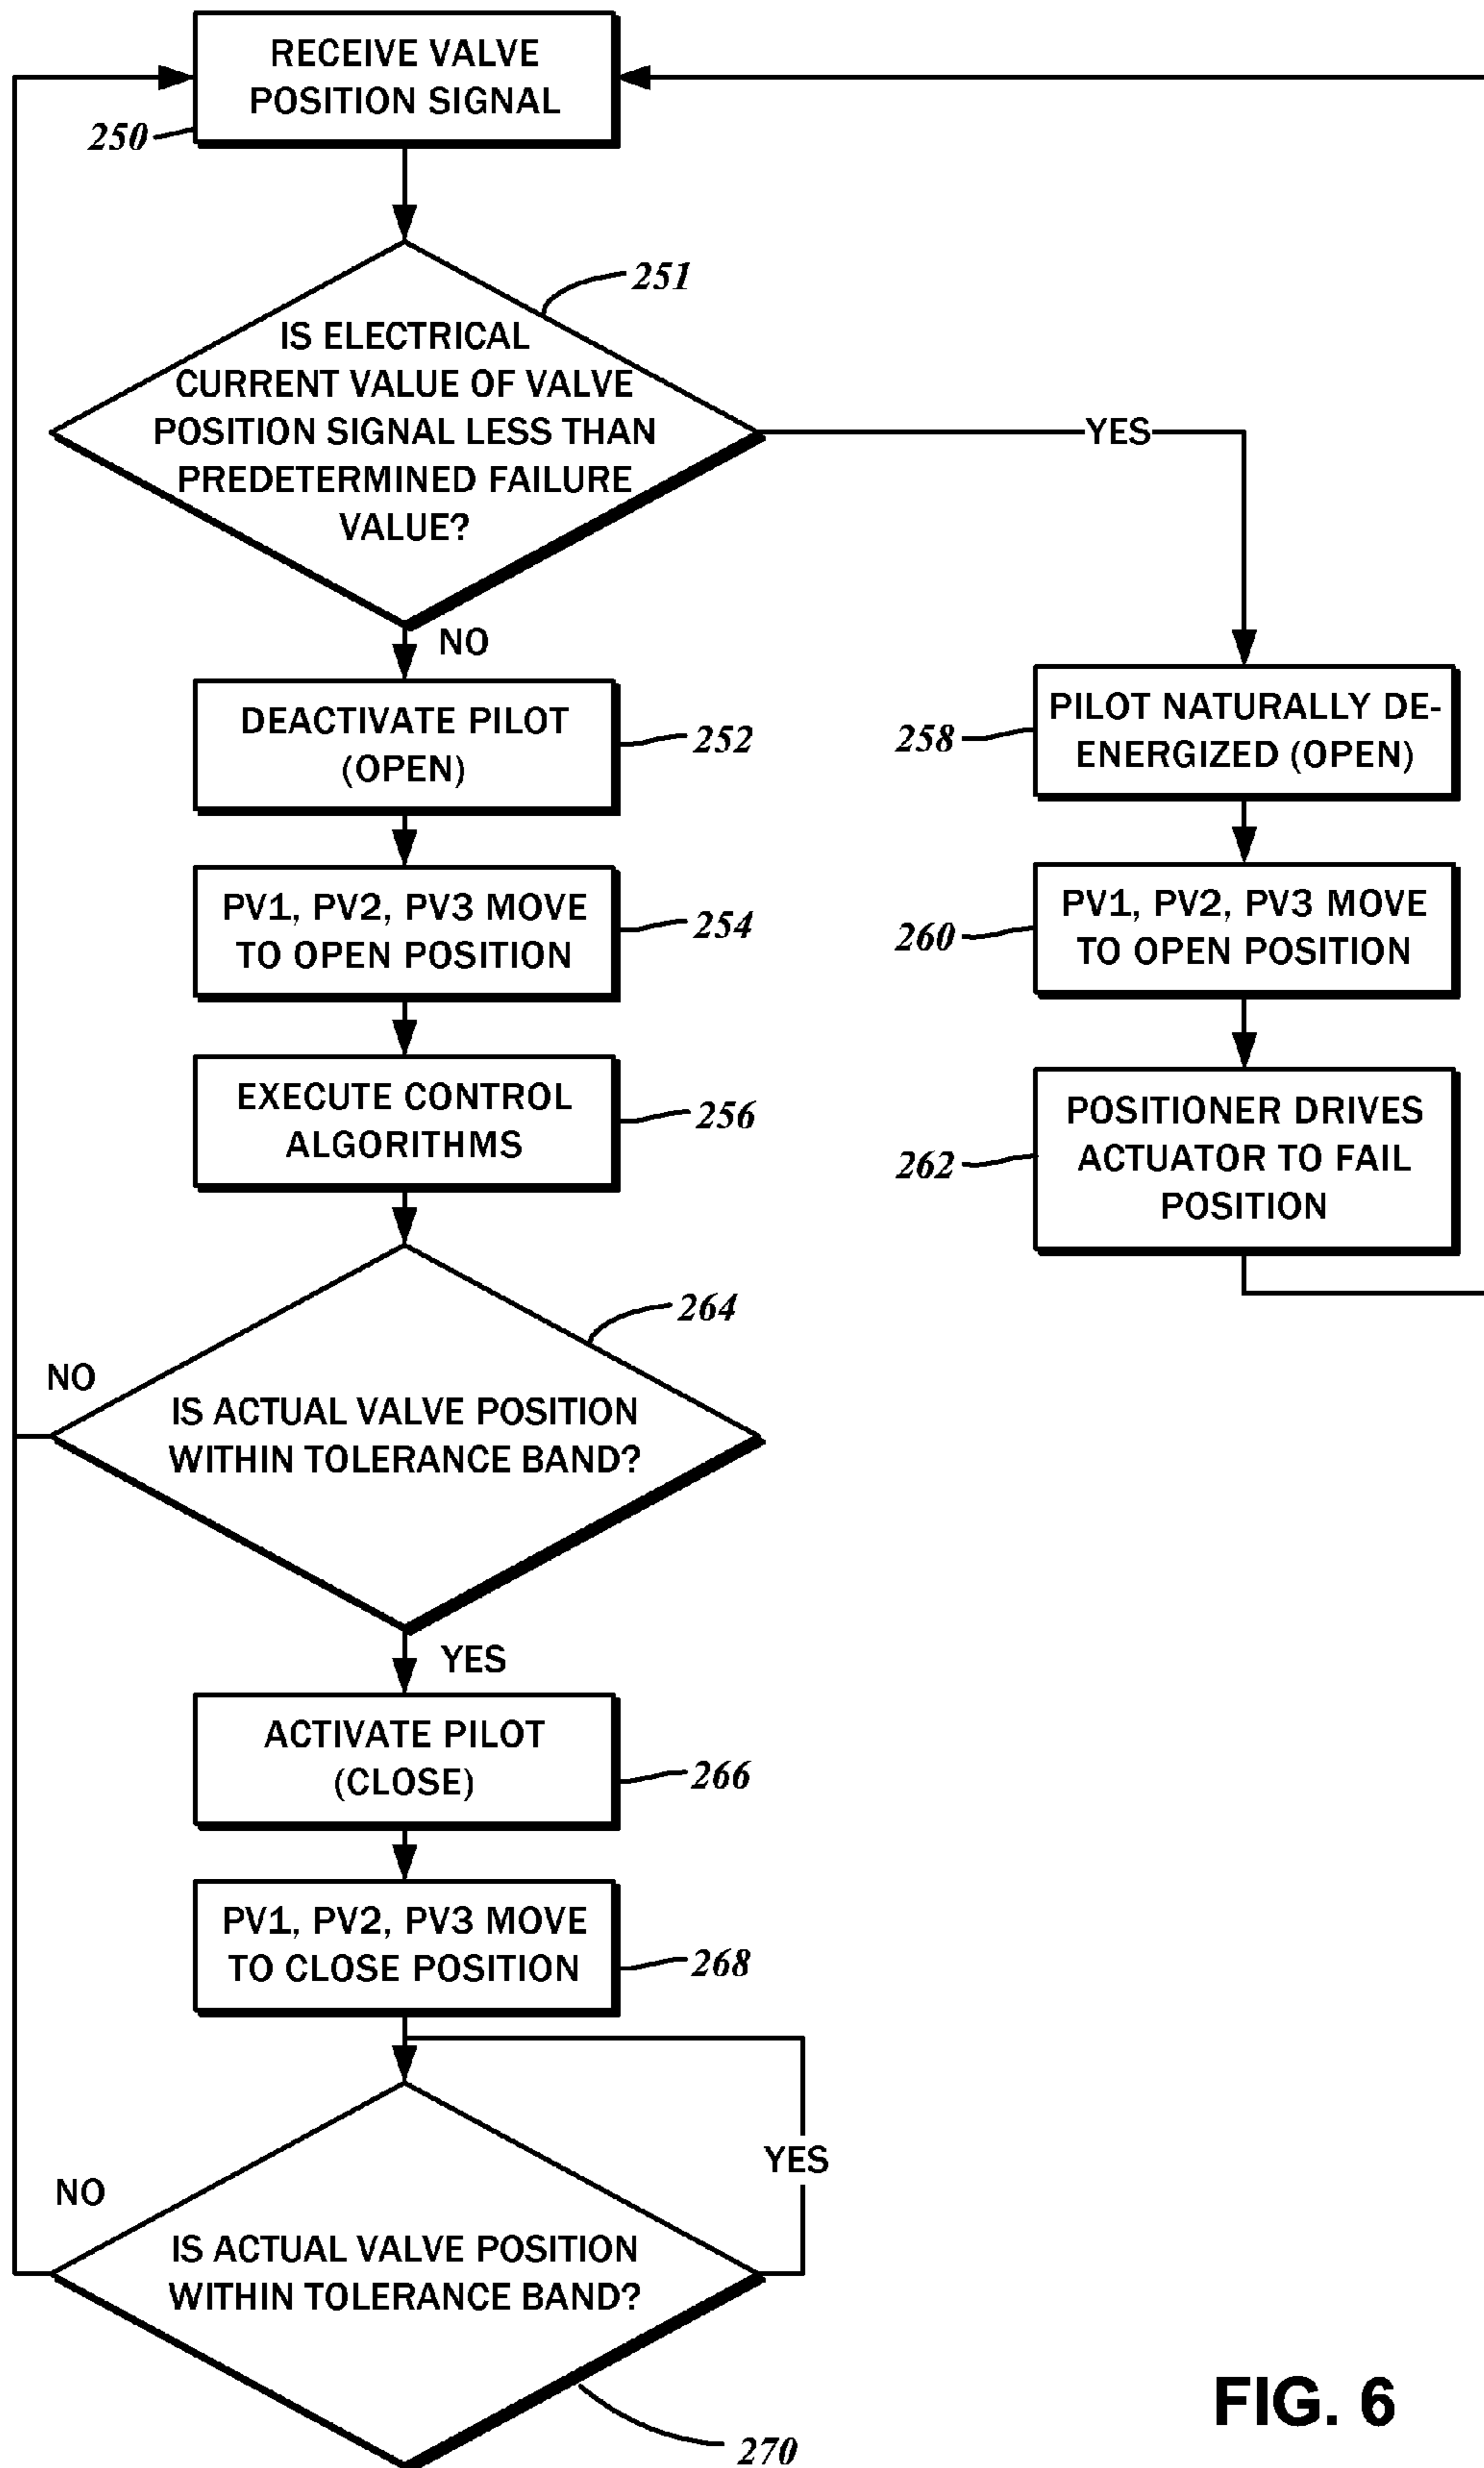 RECEIVE VALVE
POSITION SIGNAL
250
251
IS ELECTRICAL
CURRENT VALUE OF VALVE
POSITION SIGNAL LESS THAN
PREDETERMINED FAILURE
VALUE?
YES
NO
DEACTIVATE PILOT
(OPEN)
252
PV1, PV2, PV3 MOVE
TO OPEN POSITION
254
EXECUTE CONTROL
ALGORITHMS
256
PILOT NATURALLY DE-
ENERGIZED (OPEN)
258
PV1, PV2, PV3 MOVE
TO OPEN POSITION
260
POSITIONER DRIVES
ACTUATOR TO FAIL
POSITION
262
264
NO
IS ACTUAL VALVE POSITION
WITHIN TOLERANCE BAND?
YES
ACTIVATE PILOT
(CLOSE)
266
PV1, PV2, PV3 MOVE
TO CLOSE POSITION
268
YES
NO
IS ACTUAL VALVE POSITION
WITHIN TOLERANCE BAND?
270
FIG. 6